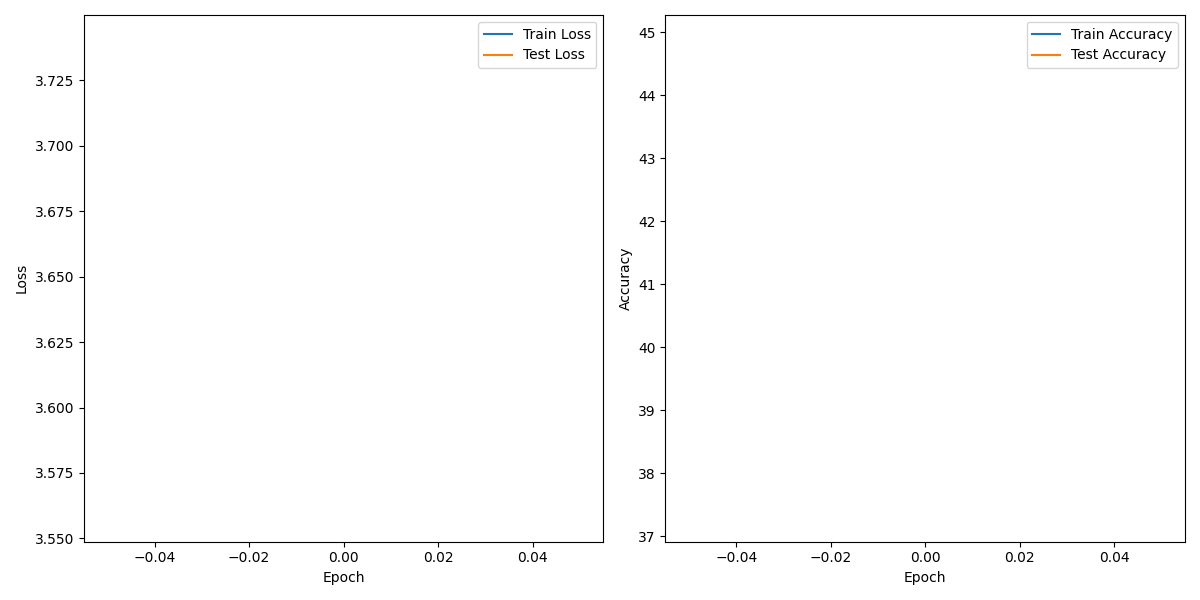 Train Loss
Test Loss
3.725
3.700
3.675
3.650
3.625
3.600
3.575
3.550
Loss
−0.04 −0.02 0.00 0.02 0.04
Epoch
Train Accuracy
Test Accuracy
45
44
43
42
41
40
39
38
37
Accuracy
−0.04 −0.02 0.00 0.02 0.04
Epoch